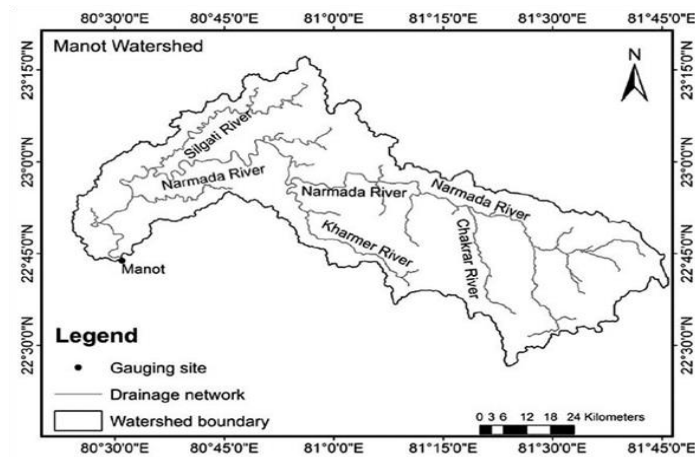 80°30'0"E 80°45'0"E 81°0'0"E 81°15'0"E 81°30'0"E 81°45'0"E
Manot Watershed
N
23°15'0"N
23°15'0"N
Silgati River
23°0'0"N
23°0'0"N
Narmada River
Narmada River
Narmada River
Kharmer River
Chakrar River
22°45'0"N
22°45'0"N
Manot
22°30'0"N
22°30'0"N
Legend
Gauging site
Drainage network
Watershed boundary
0 3 6 12 18 24 Kilometers
80°30'0"E 80°45'0"E 81°0'0"E 81°15'0"E 81°30'0"E 81°45'0"E